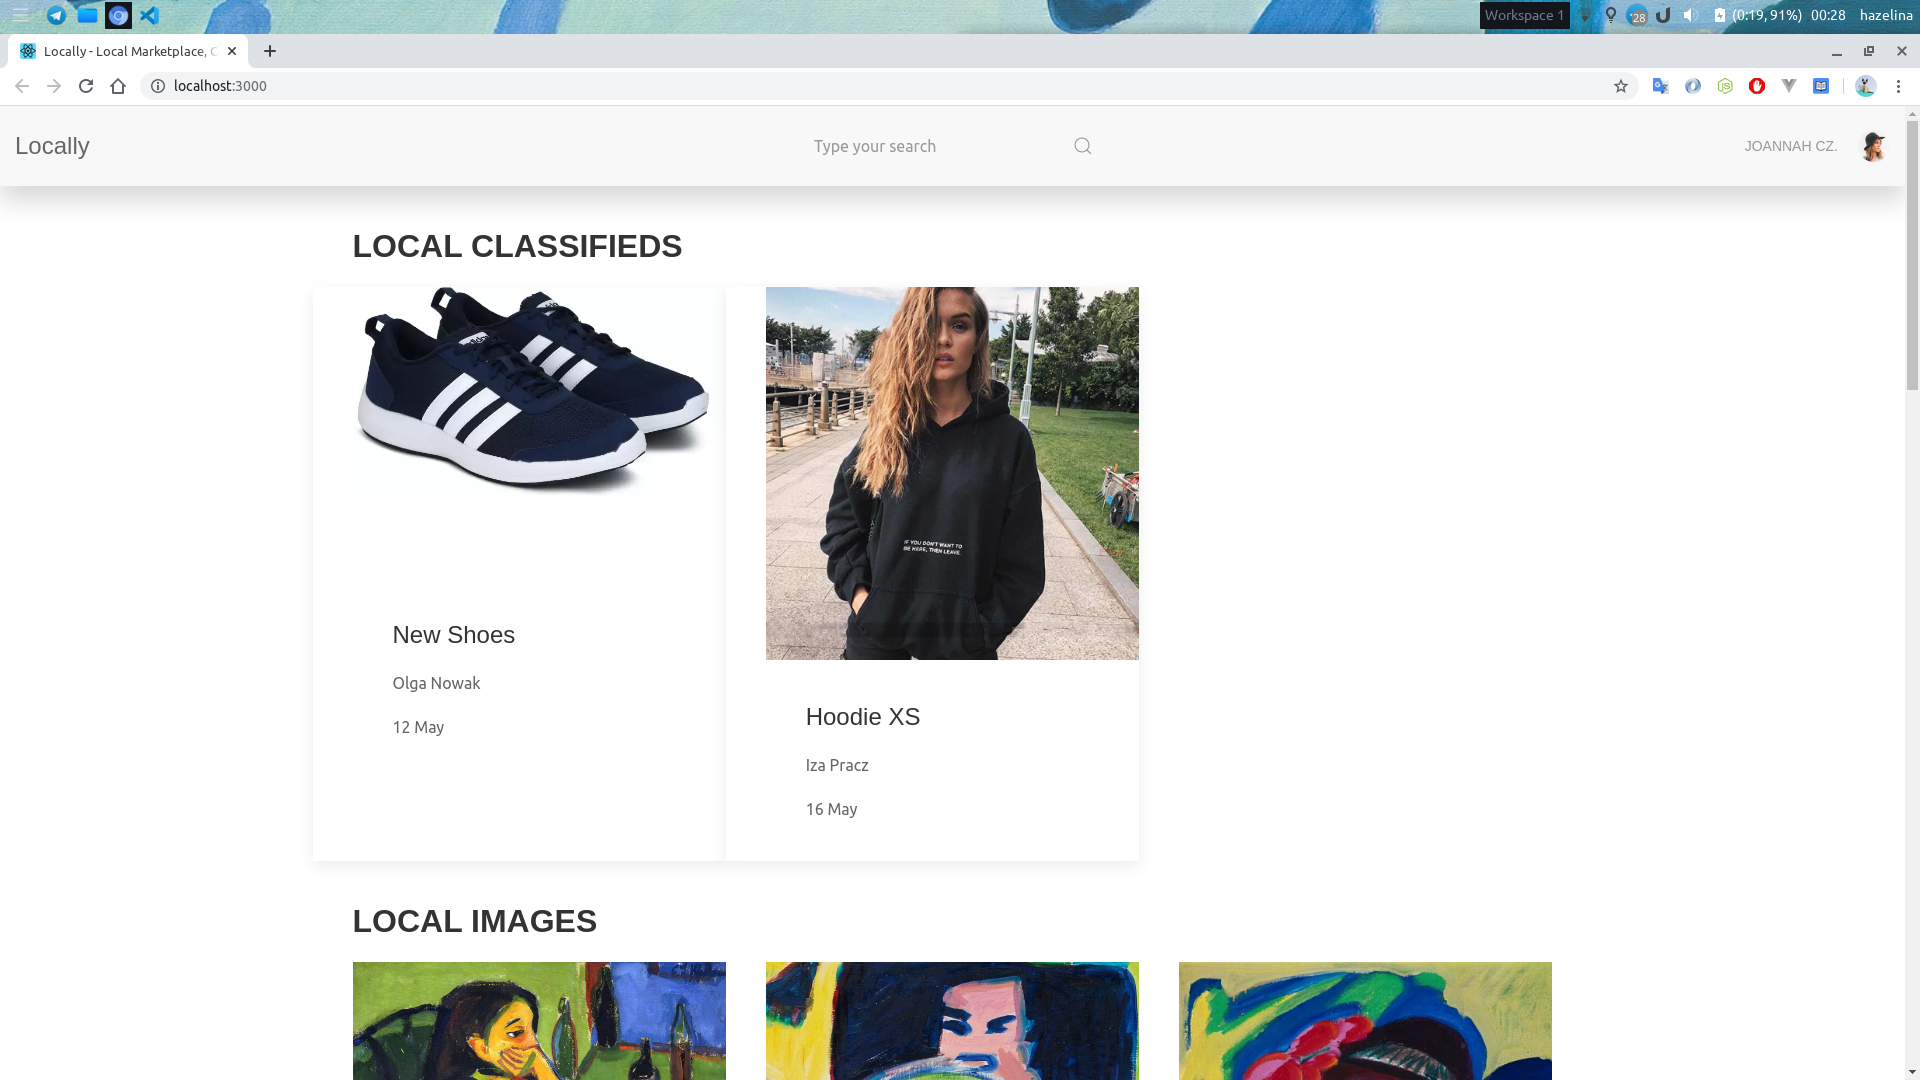 Workspace 1
28
(0:19, 91%)
00:28
hazelina
Locally - Local Marketplace, C
localhost:3000
Locally
Type your search
JOANNAH CZ.
LOCAL CLASSIFIEDS
IF YOU DON'T WANT TO
BE HERE, THEN LEAVE.
New Shoes
Olga Nowak
12 May
Hoodie XS
Iza Pracz
16 May
LOCAL IMAGES